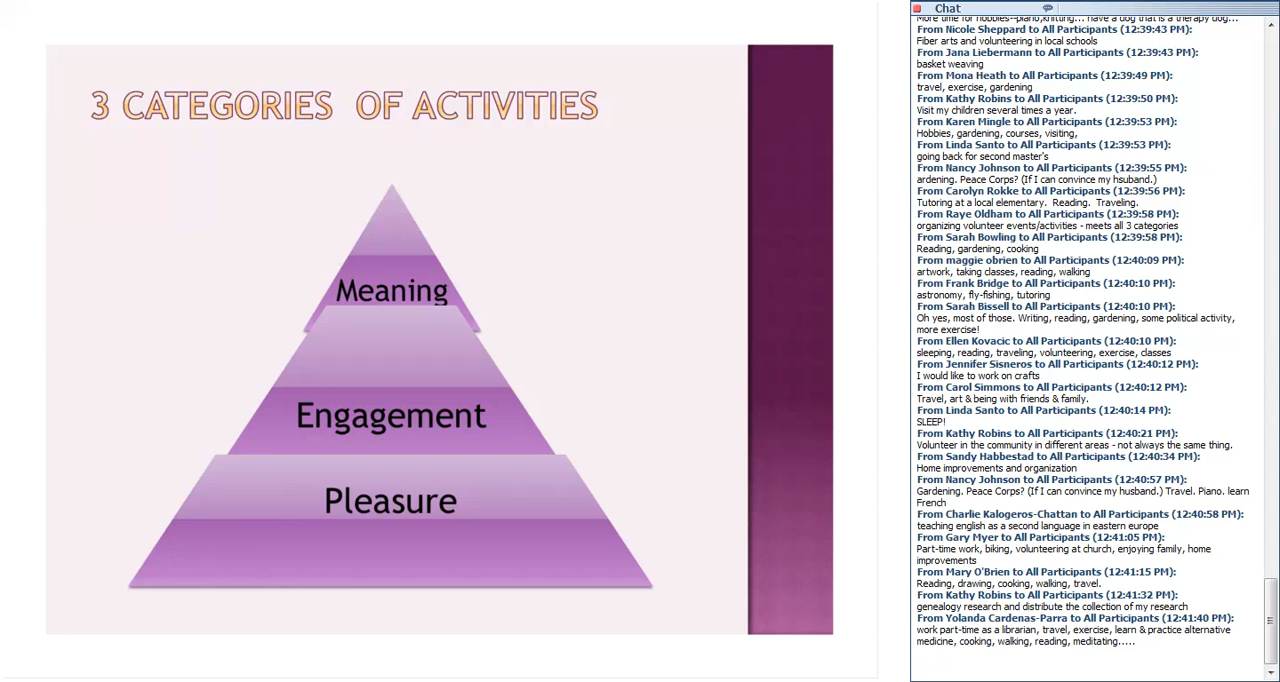 3 CATEGORIES OF ACTIVITIES
Meaning
Engagement
Pleasure
Chat
More time for hobbies--piano,knitting... have a dog that is a therapy dog...
From Nicole Sheppard to All Participants (12:39:43 PM):
Fiber arts and volunteering in local schools
From Jana Liebermann to All Participants (12:39:43 PM):
basket weaving
From Mona Heath to All Participants (12:39:49 PM):
travel, exercise, gardening
From Kathy Robins to All Participants (12:39:50 PM):
Visit my children several times a year.
From Karen Mingle to All Participants (12:39:53 PM):
Hobbies, gardening, courses, visiting,
From Linda Santo to All Participants (12:39:53 PM):
going back for second master's
From Nancy Johnson to All Participants (12:39:55 PM):
ardening. Peace Corps? (If I can convince my hsuband.)
From Carolyn Rokke to All Participants (12:39:56 PM):
Tutoring at a local elementary. Reading. Traveling.
From Raye Oldham to All Participants (12:39:58 PM):
organizing volunteer events/activities - meets all 3 categories
From Sarah Bowling to All Participants (12:39:58 PM):
Reading, gardening, cooking
From maggie obrien to All Participants (12:40:09 PM):
artwork, taking classes, reading, walking
From Frank Bridge to All Participants (12:40:10 PM):
astronomy, fly-fishing, tutoring
From Sarah Bissell to All Participants (12:40:10 PM):
Oh yes, most of those. Writing, reading, gardening, some political activity,
more exercise!
From Ellen Kovacic to All Participants (12:40:10 PM):
sleeping, reading, traveling, volunteering, exercise, classes
From Jennifer Sisneros to All Participants (12:40:12 PM):
I would like to work on crafts
From Carol Simmons to All Participants (12:40:12 PM):
Travel, art & being with friends & family.
From Linda Santo to All Participants (12:40:14 PM):
SLEEP!
From Kathy Robins to All Participants (12:40:21 PM):
Volunteer in the community in different areas - not always the same thing.
From Sandy Habbestad to All Participants (12:40:34 PM):
Home improvements and organization
From Nancy Johnson to All Participants (12:40:57 PM):
Gardening. Peace Corps? (If I can convince my husband.) Travel. Piano. learn
French
From Charlie Kalogeros-Chattan to All Participants (12:40:58 PM):
teaching english as a second language in eastern europe
From Gary Myer to All Participants (12:41:05 PM):
Part-time work, biking, volunteering at church, enjoying family, home
improvements
From Mary O'Brien to All Participants (12:41:15 PM):
Reading, drawing, cooking, walking, travel.
From Kathy Robins to All Participants (12:41:32 PM):
genealogy research and distribute the collection of my research
From Yolanda Cardenas-Parra to All Participants (12:41:40 PM):
work part-time as a librarian, travel, exercise, learn & practice alternative
medicine, cooking, walking, reading, meditating.....